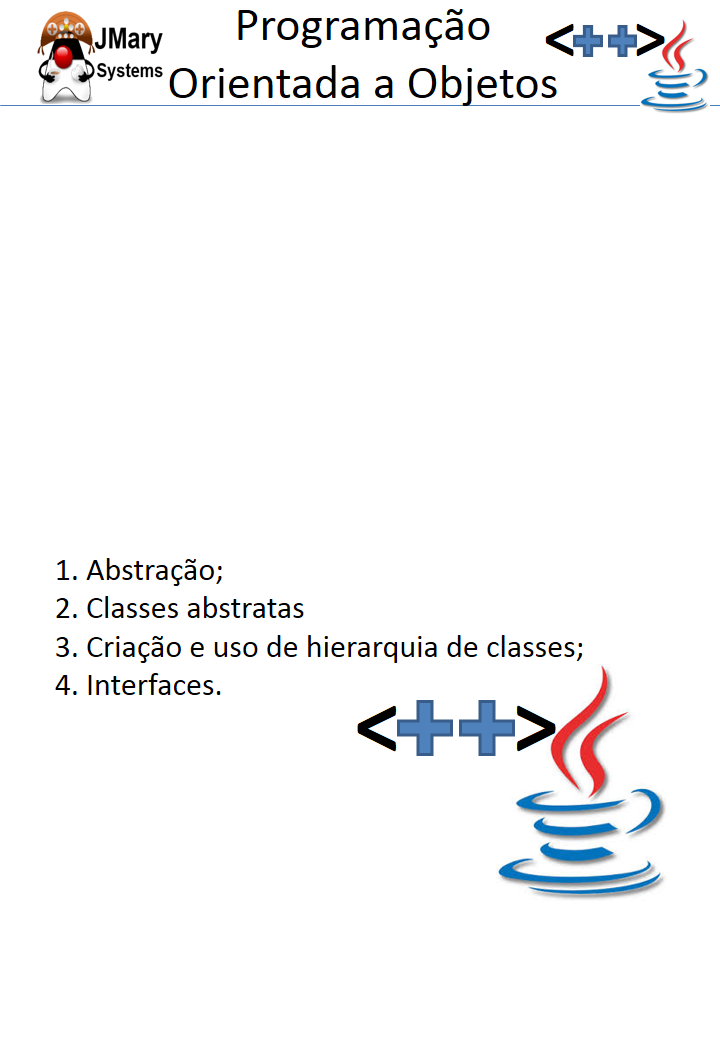 JMary
Systems
Programação
Orientada a Objetos
<++>
1. Abstração;
2. Classes abstratas
3. Criação e uso de hierarquia de classes;
4. Interfaces.
<++>